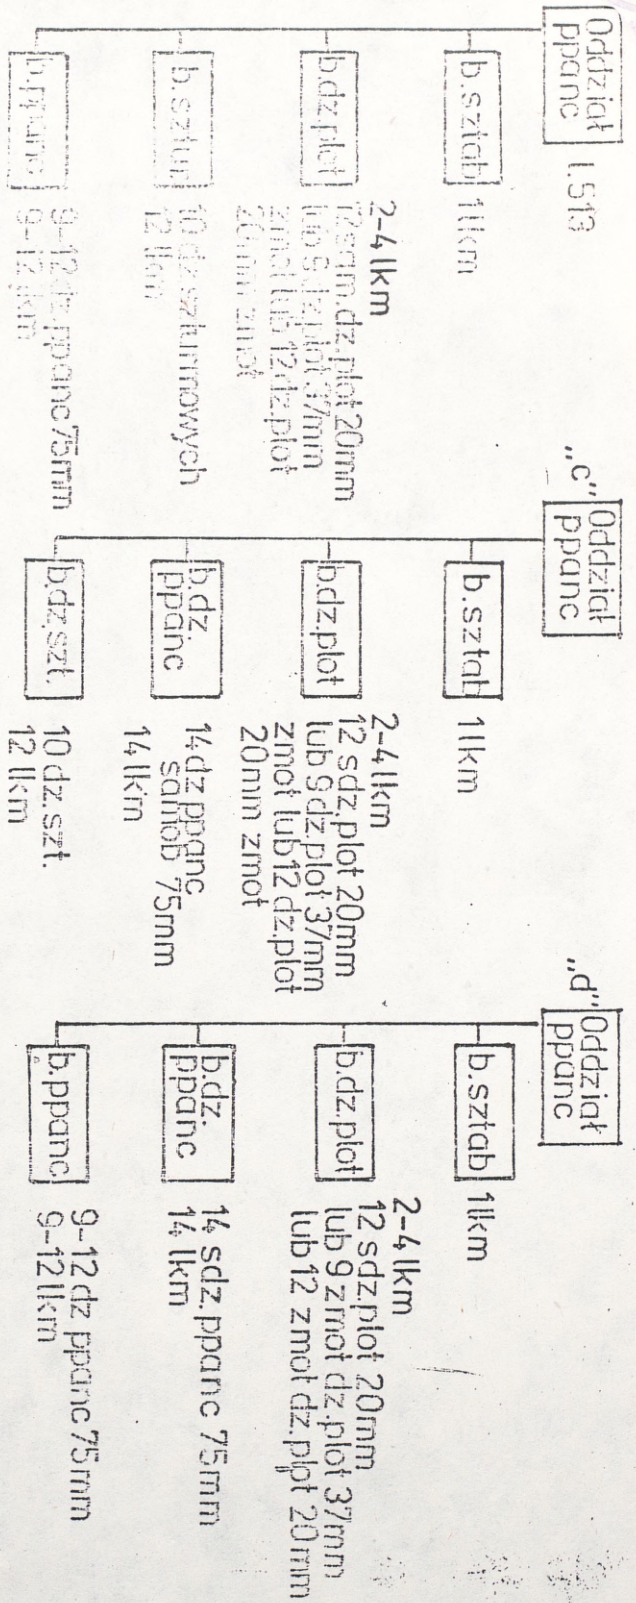 Oddział
ppanc
l.513
b.sztab
1 lkm
b.dz.plot
2-4 lkm
12 sam.dz.plot 20mm
lub 9 dz.plot 37mm
zmot lub 12 dz.plot
20mm zmot
b.sztur.
10 dz.szturmowych
12 lkm
b.ppanc
9-12 dz.ppanc 75mm
9-12 lkm
„c” Oddział
ppanc
b.sztab
1 lkm
b.dz.plot
2-4 lkm
12 sdz.plot 20mm
lub 9 dz.plot 37mm
zmot lub 12 dz.plot
20mm zmot
b.dz.
ppanc
14 dz ppanc
samob 75mm
14 lkm
b.dz.szt.
10 dz.szt.
12 lkm
„d” Oddział
ppanc
b.sztab
1 lkm
b.dz.plot
2-4 lkm
12 sdz.plot 20mm
lub 9 zmot dz.plot 37mm
lub 12 zmot dz.plot 20mm
b.dz.
ppanc
14 sdz.ppanc 75mm
14 lkm
b.ppanc.
9-12 dz ppanc 75mm
9-12 lkm